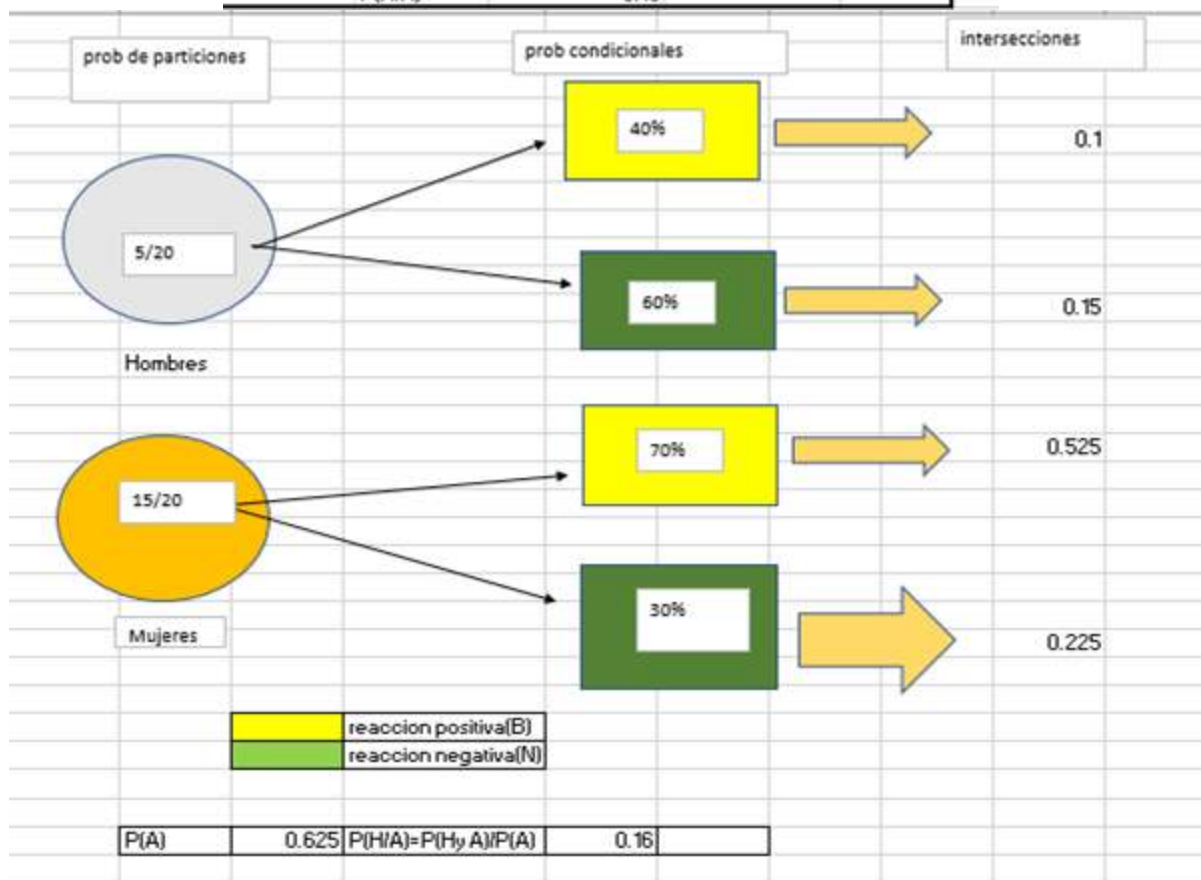 prob de particiones
prob condicionales
intersecciones
40%
0.1
5/20
60%
0.15
Hombres
70%
0.525
15/20
30%
Mujeres
0.225
reaccion positiva(B)
reaccion negativa(N)
P(A) 0.625 P(H/A)=P(Hy A)/P(A) 0.16